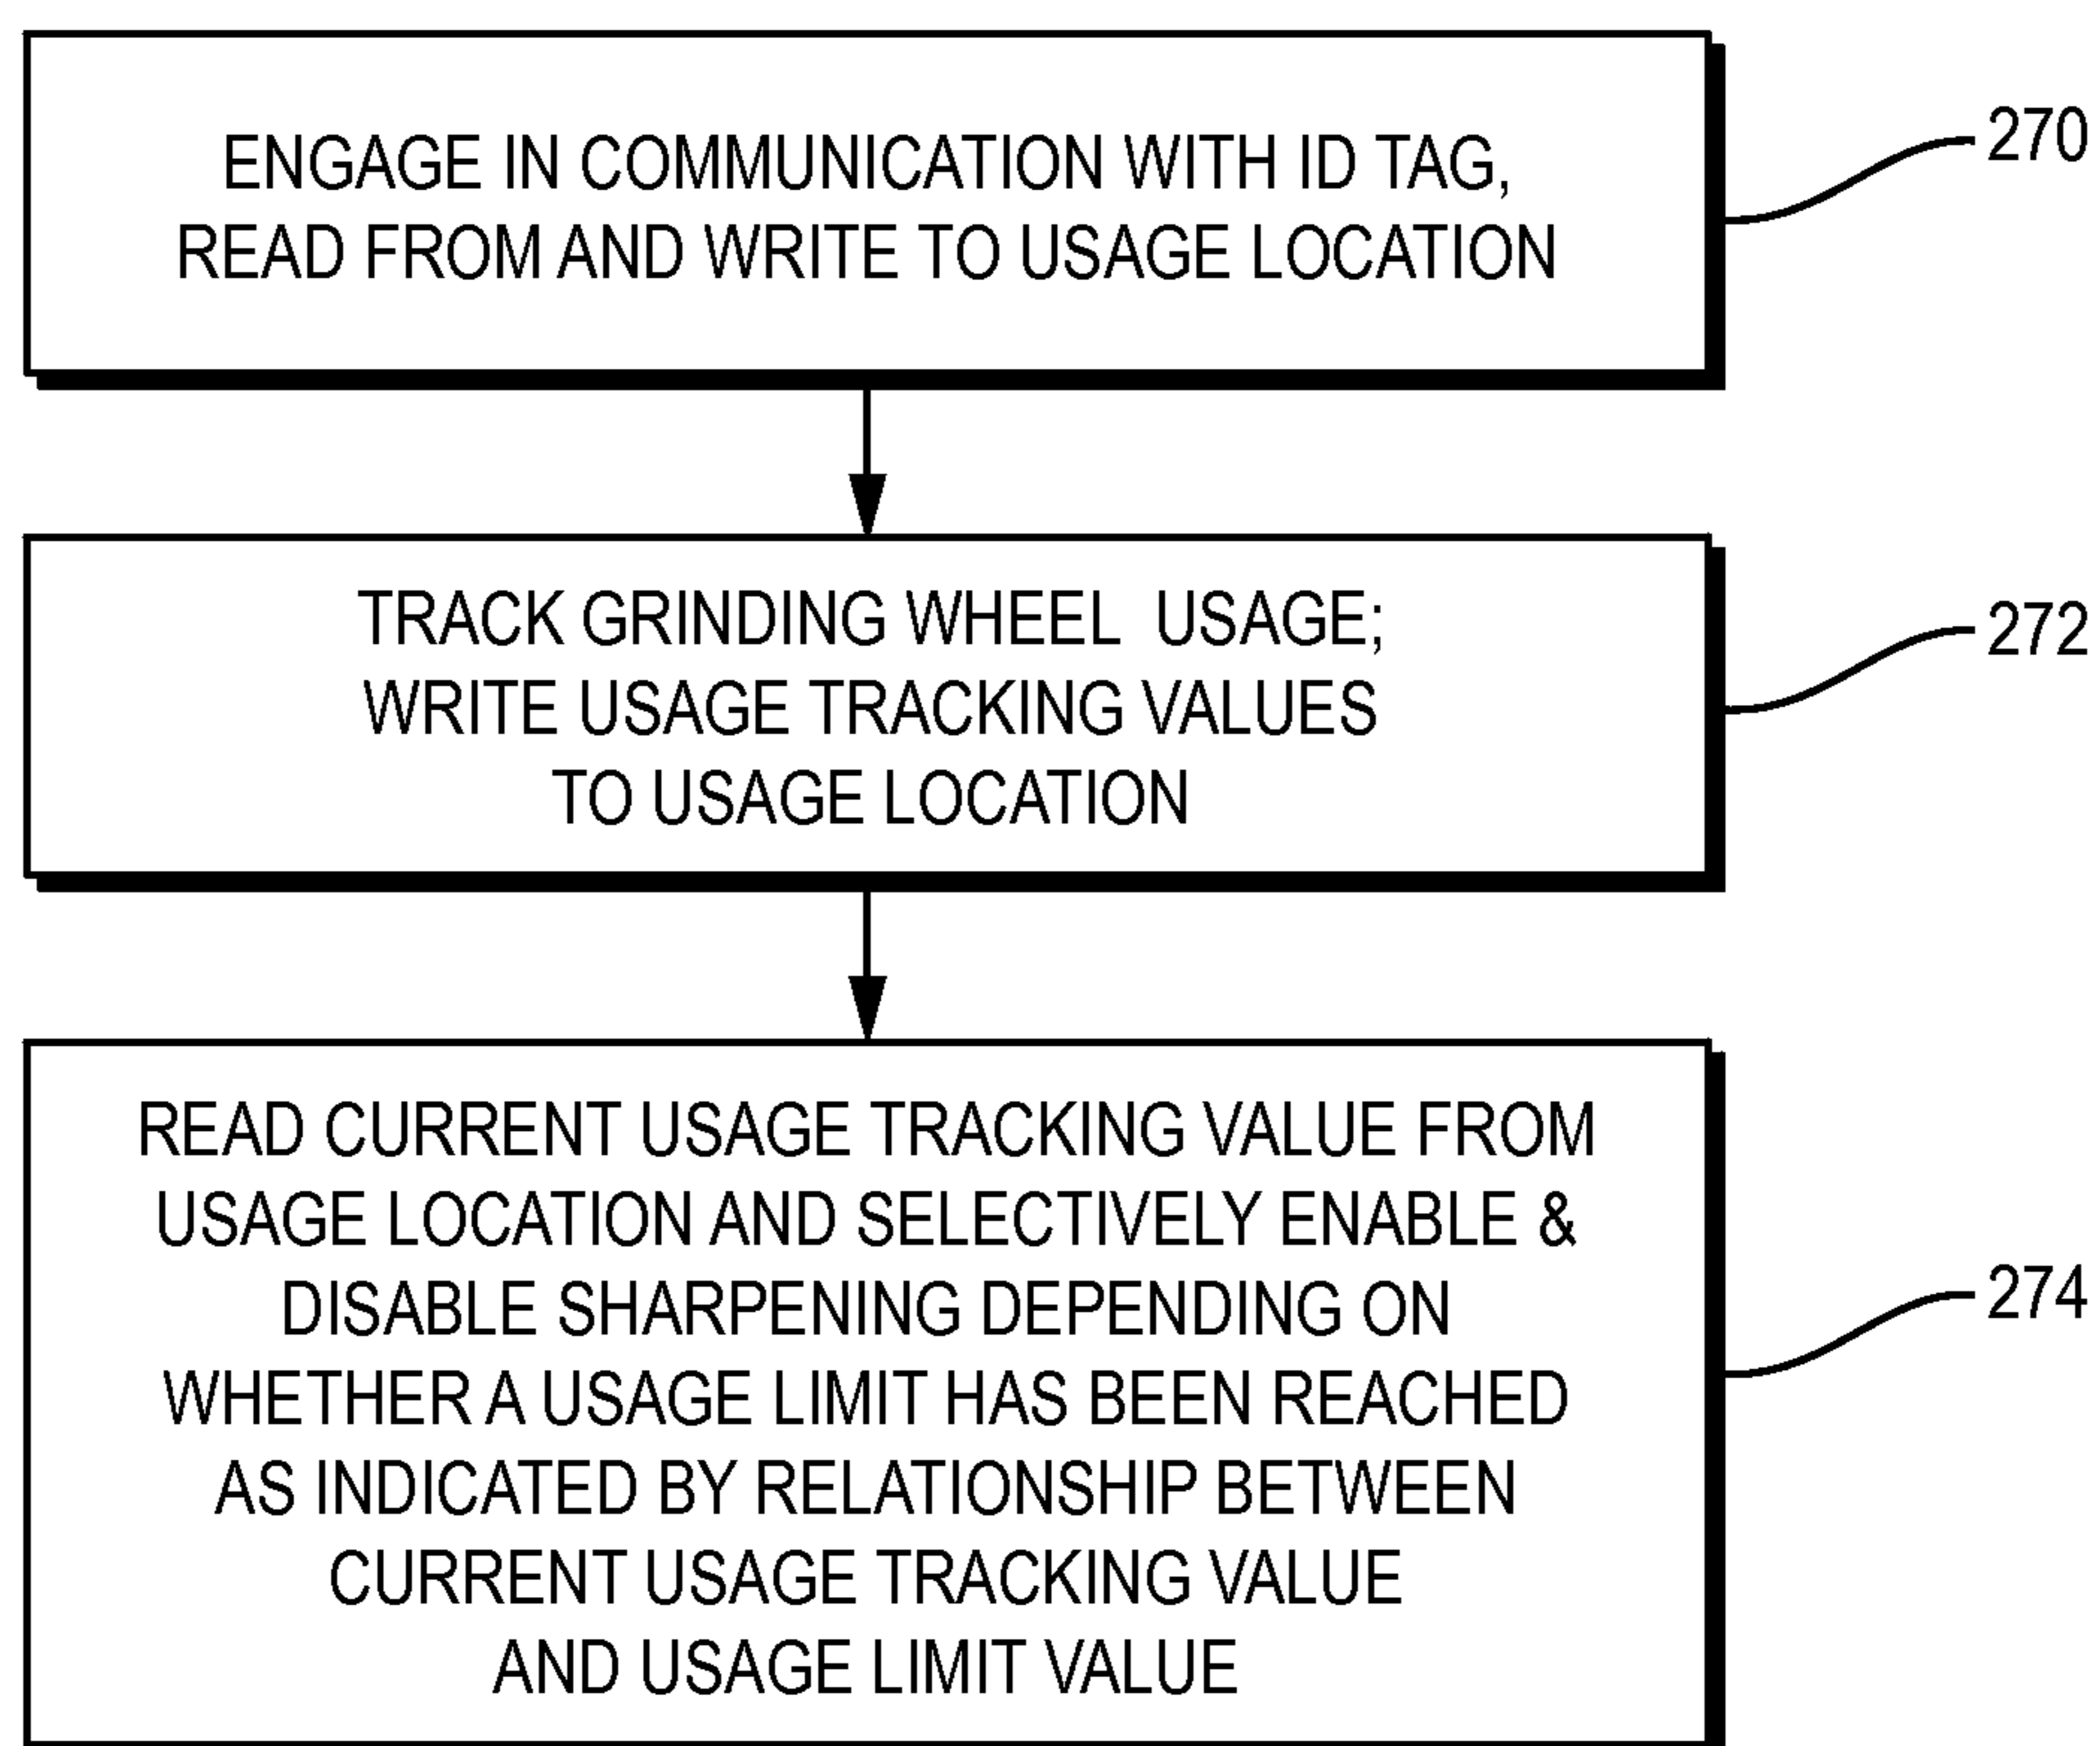 ENGAGE IN COMMUNICATION WITH ID TAG,
READ FROM AND WRITE TO USAGE LOCATION
270
TRACK GRINDING WHEEL USAGE;
WRITE USAGE TRACKING VALUES
TO USAGE LOCATION
272
READ CURRENT USAGE TRACKING VALUE FROM
USAGE LOCATION AND SELECTIVELY ENABLE &
DISABLE SHARPENING DEPENDING ON
WHETHER A USAGE LIMIT HAS BEEN REACHED
AS INDICATED BY RELATIONSHIP BETWEEN
CURRENT USAGE TRACKING VALUE
AND USAGE LIMIT VALUE
274